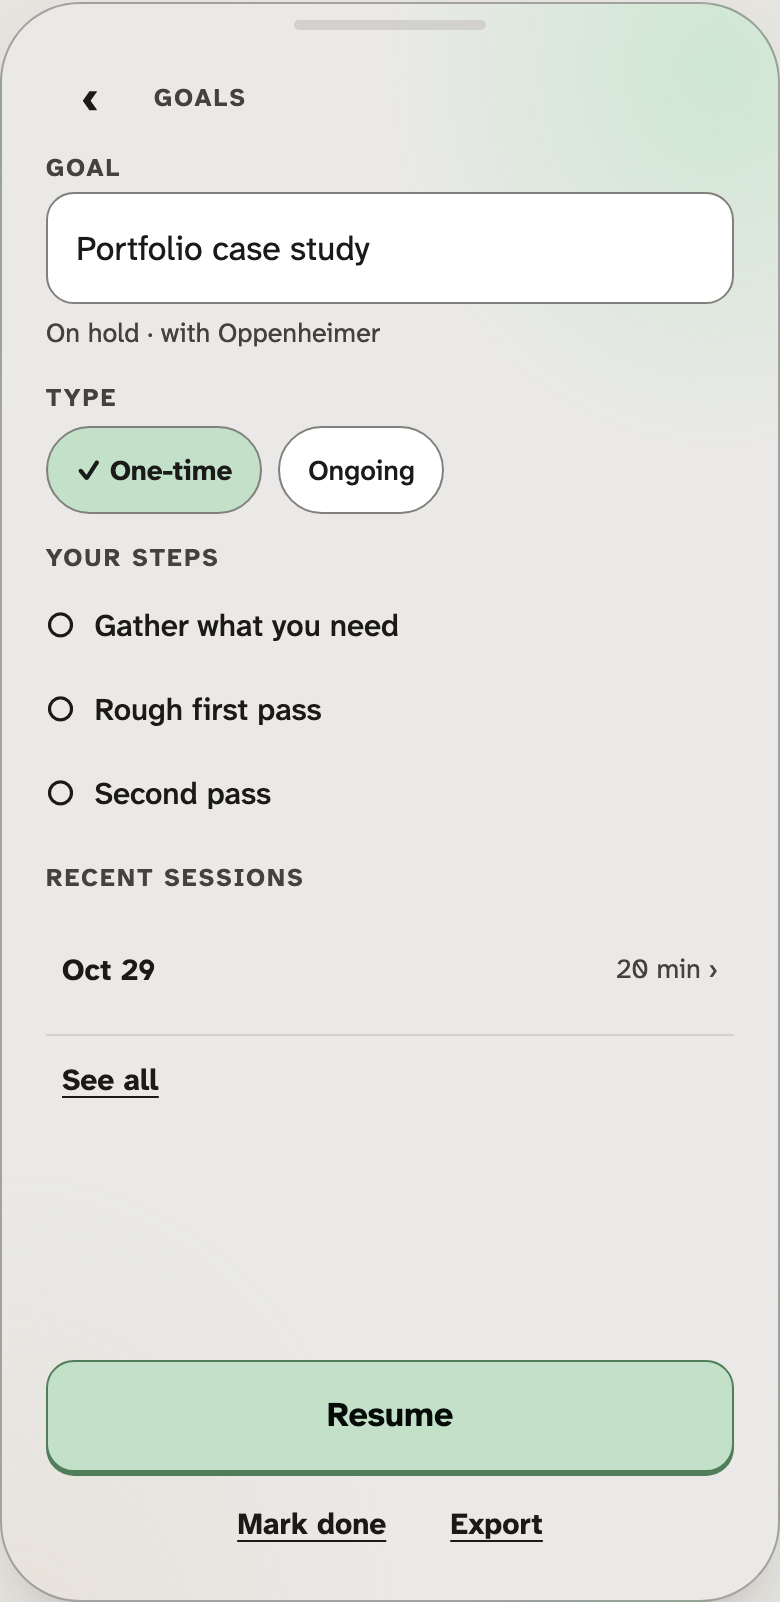 ‹ GOALS
GOAL
Portfolio case study
On hold · with Oppenheimer
TYPE
✓ One-time Ongoing
YOUR STEPS
Gather what you need
Rough first pass
Second pass
RECENT SESSIONS
Oct 29 20 min ›
See all
Resume
Mark done Export